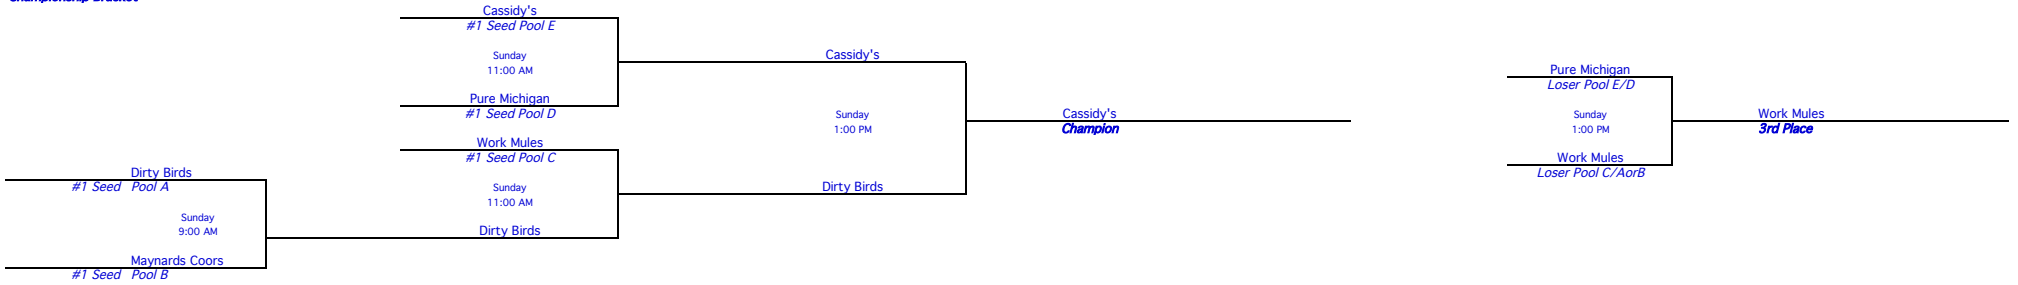 Championship Bracket
Cassidy's
#1 Seed Pool E
Sunday
11:00 AM
Pure Michigan
#1 Seed Pool D
Cassidy's
Sunday
1:00 PM
Cassidy's
Champion
Work Mules
#1 Seed Pool C
Sunday
11:00 AM
Dirty Birds
Dirty Birds
Dirty Birds
#1 Seed Pool A
Sunday
9:00 AM
Maynards Coors
#1 Seed Pool B
Pure Michigan
Loser Pool E/D
Sunday
1:00 PM
Work Mules
Loser Pool C/AorB
Work Mules
3rd Place